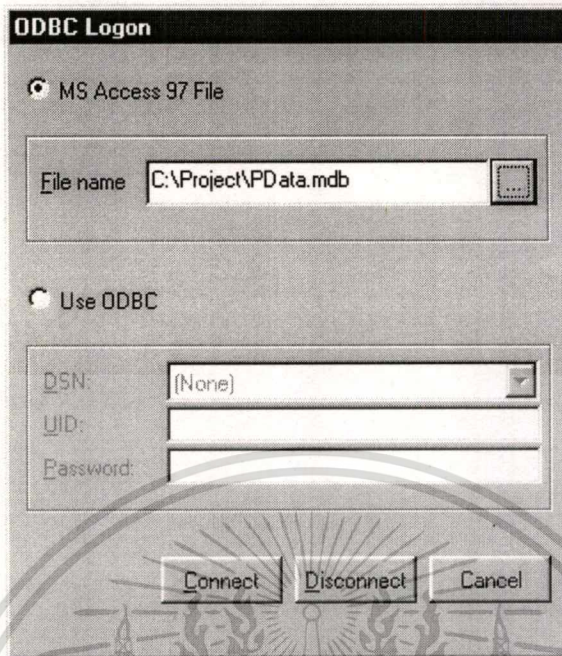 ODBC Logon
MS Access 97 File
File name C:\Project\PData.mdb ...
Use ODBC
DSN: (None)
UID:
Password:
Connect Disconnect Cancel